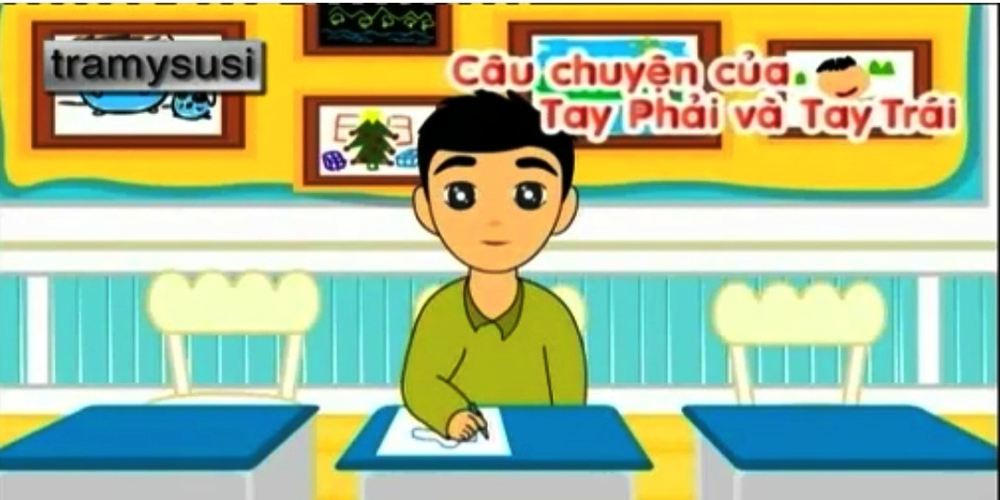 tramysusi
Câu chuyện của
Tay Phải và Tay Trái